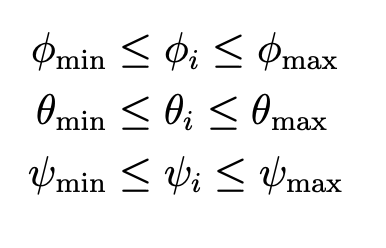 ϕ_min ≤ ϕ_i ≤ ϕ_max
θ_min ≤ θ_i ≤ θ_max
ψ_min ≤ ψ_i ≤ ψ_max